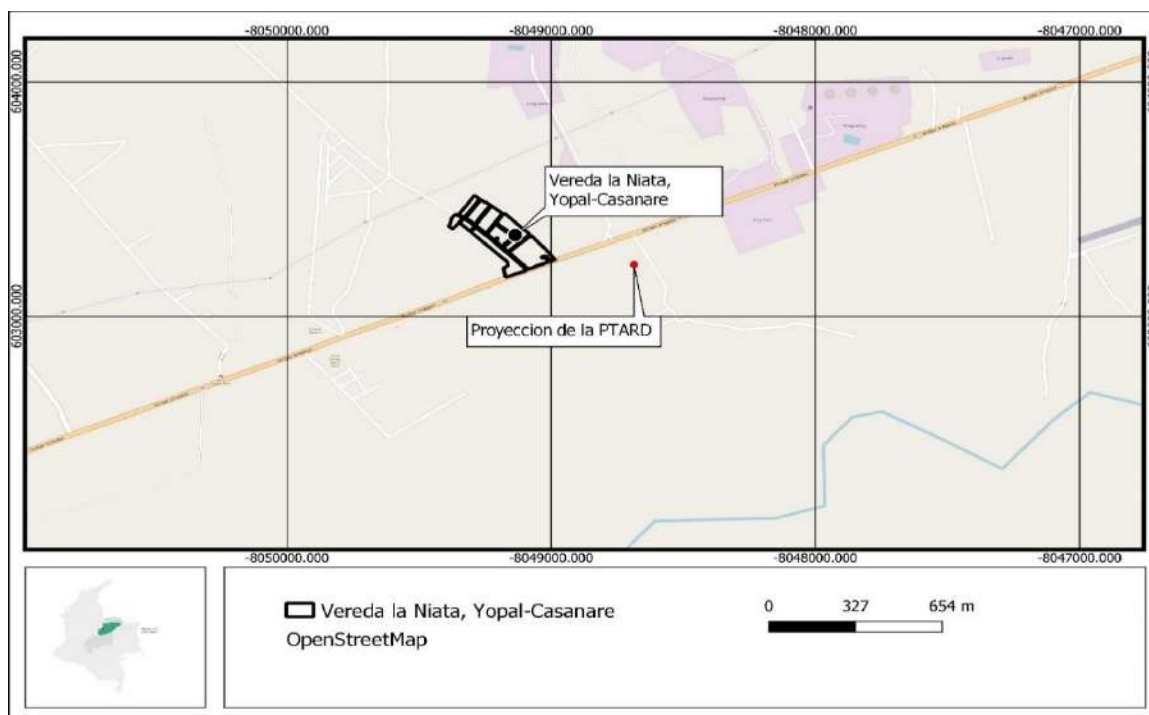 -8050000.000
-8049000.000
-8048000.000
-8047000.000
604000.000
Vereda la Niata,
Yopal-Casanare
603000.000
603000.000
Proyeccion de la PTARD
-8050000.000
-8049000.000
-8048000.000
-8047000.000
Vereda la Niata, Yopal-Casanare
OpenStreetMap
0 327 654 m